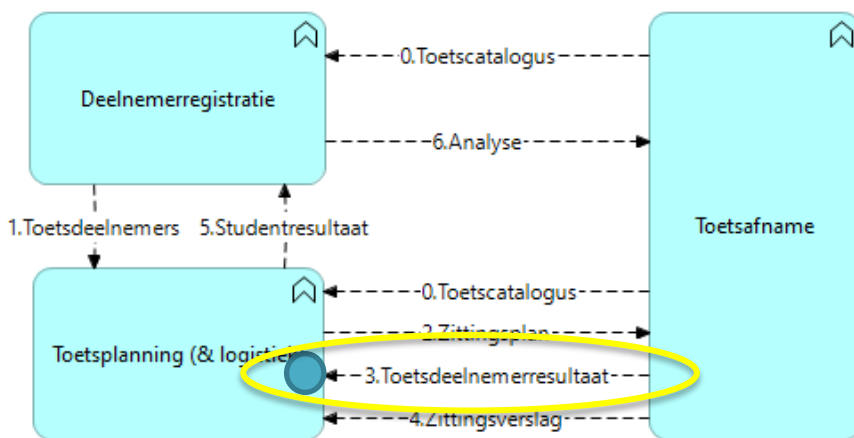 0.Toetscatalogus
Deelnemerregistratie
6.Analyse
1.Toetsdeelnemers
5.Studentresultaat
Toetsafname
0.Toetscatalogus
2.Zittingsplan
Toetsplanning (& logistiek)
3.Toetsdeelnemerresultaat
4.Zittingsverslag